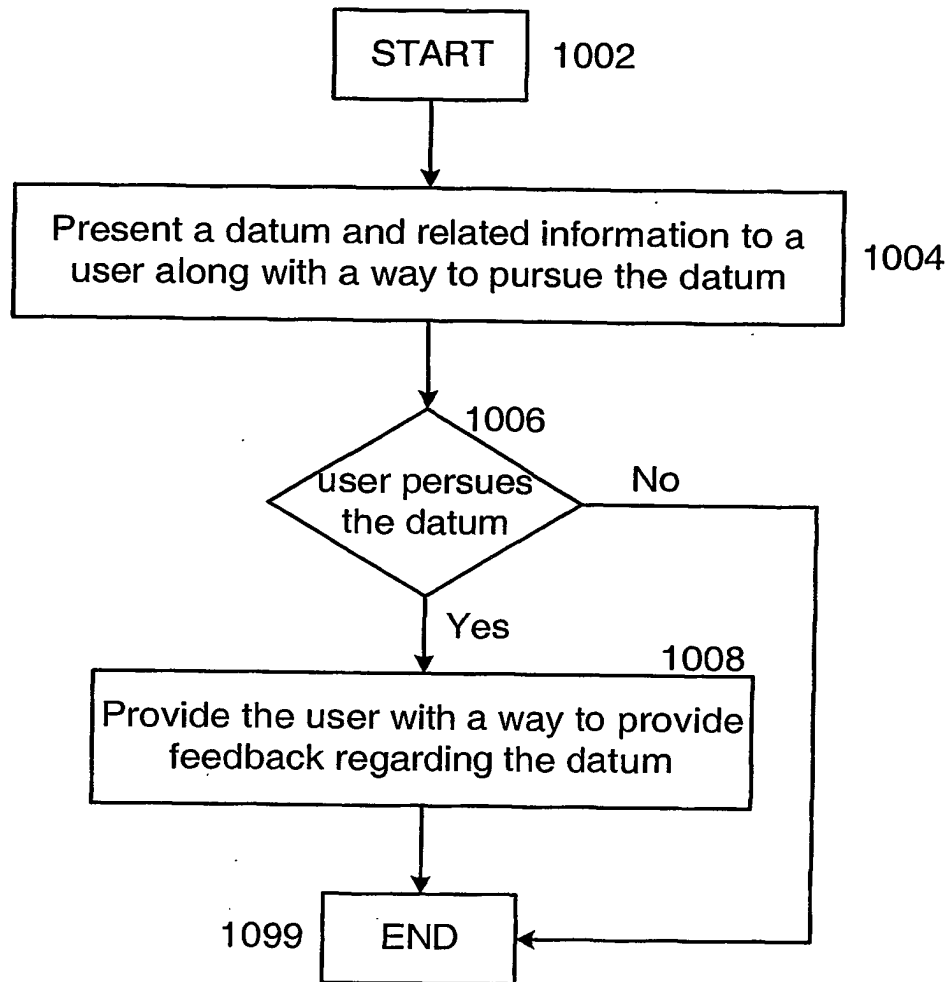 START 1002
Present a datum and related information to a
user along with a way to pursue the datum
1004
1006
user persues
the datum
No
Yes
1008
Provide the user with a way to provide
feedback regarding the datum
1099 END